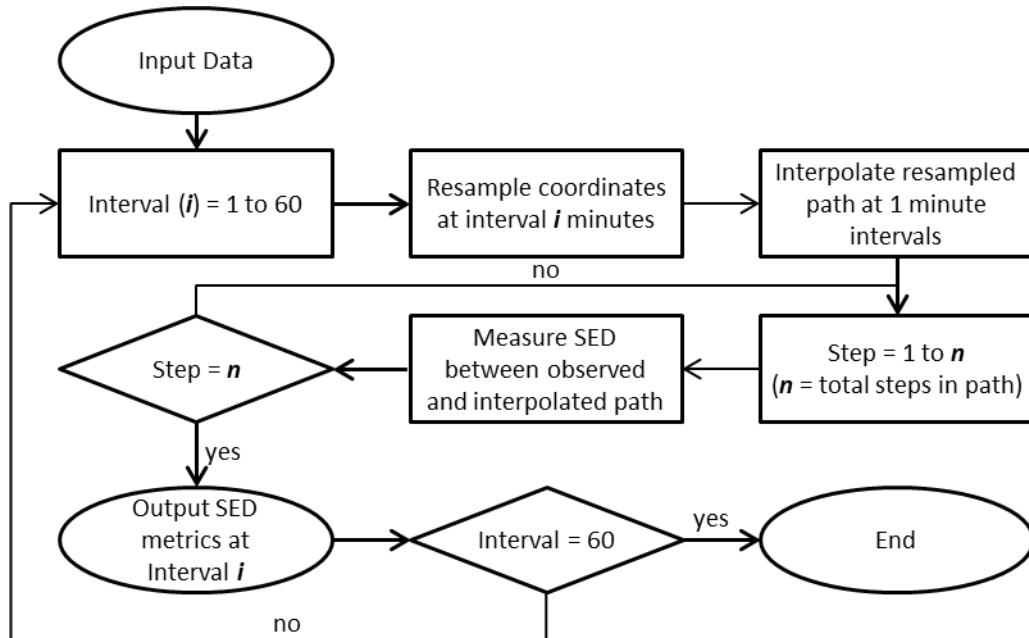 Input Data
Interval (i) = 1 to 60
Resample coordinates
at interval i minutes
Interpolate resampled
path at 1 minute
intervals
no
Step = n
Measure SED
between observed
and interpolated path
Step = 1 to n
(n = total steps in path)
yes
Output SED
metrics at
Interval i
Interval = 60
yes
End
no